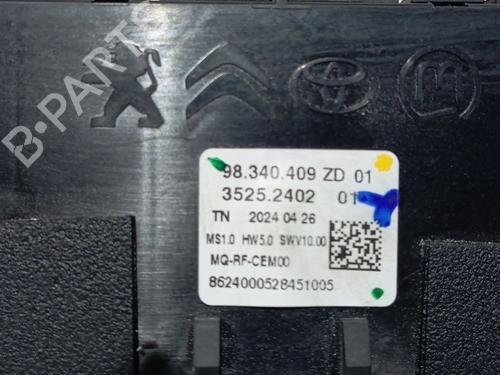 B-PARTS
98.340.409 ZD 01
3525.2402 01
TN 2024 04 26
MS1.0 HW5.0 SWV10.00
MQ-RF-CEM00
8624000528451005